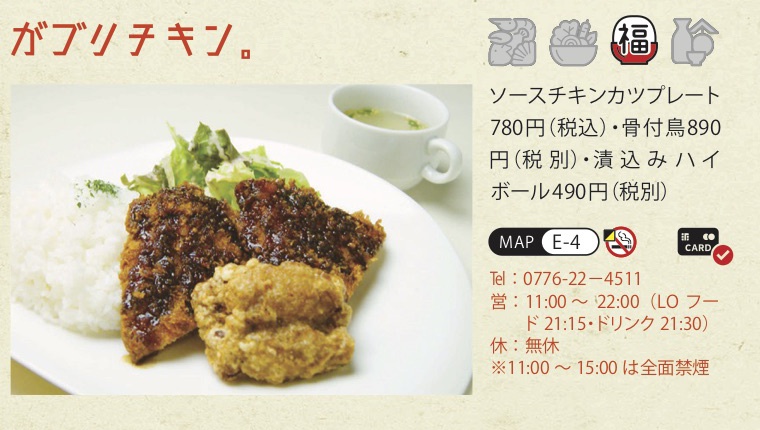 がブリチキン。
福
ソースチキンカツプレート
780円（税込）・骨付鳥890
円（税別）・漬込みハイ
ボール490円（税別）
MAP E-4
CARD
℡：0776-22－4511
営：11:00 ～ 22:00（LO フー
ド 21:15・ドリンク 21:30）
休：無休
※11:00 ～ 15:00 は全面禁煙